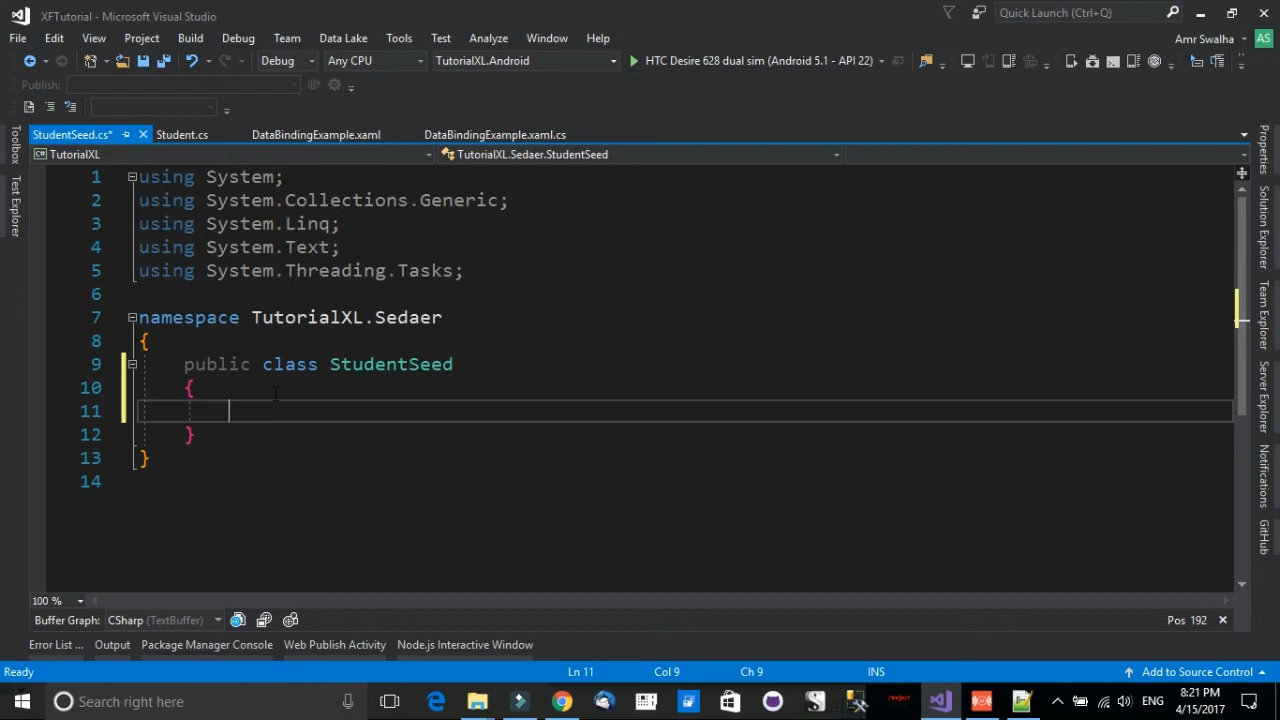 XFTutorial - Microsoft Visual Studio
Quick Launch (Ctrl+Q)
File Edit View Project Build Debug Team Data Lake Tools Test Analyze Window Help
Amr Swalha AS
Debug Any CPU TutorialXL.Android HTC Desire 628 dual sim (Android 5.1 - API 22)
Publish:
StudentSeed.cs* Student.cs DataBindingExample.xaml DataBindingExample.xaml.cs
C# TutorialXL TutorialXL.Sedaer.StudentSeed
Toolbox
Test Explorer
1 using System;
2 using System.Collections.Generic;
3 using System.Linq;
4 using System.Text;
5 using System.Threading.Tasks;
6
7 namespace TutorialXL.Sedaer
8 {
9 public class StudentSeed
10 {
11
12 }
13 }
14
Properties
Solution Explorer
Team Explorer
Server Explorer
Notifications
GitHub
100 %
Buffer Graph: CSharp (TextBuffer) Pos 192
Error List ... Output Package Manager Console Web Publish Activity Node.js Interactive Window
Ready Ln 11 Col 9 Ch 9 INS Add to Source Control
Search right here
ENG
8:21 PM
4/15/2017